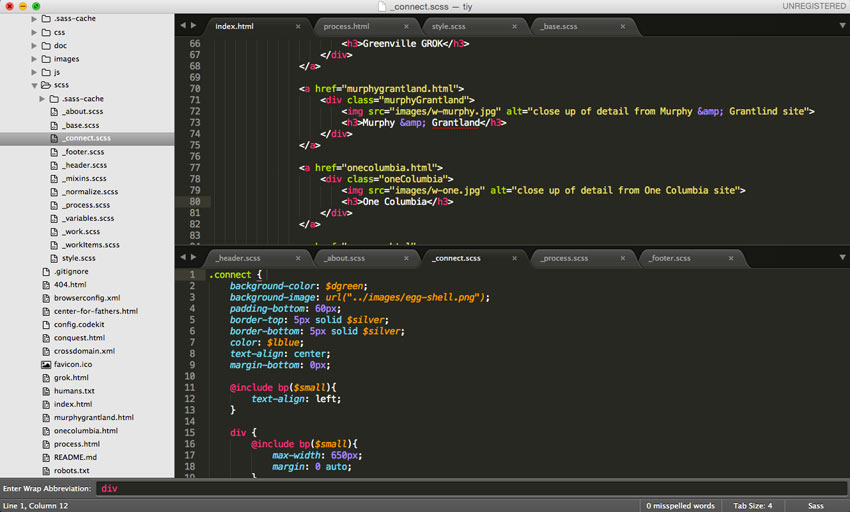 _connect.scss — tiy
UNREGISTERED
.sass-cache
css
doc
images
js
scss
.sass-cache
_about.scss
_base.scss
_connect.scss
_footer.scss
_header.scss
_mixins.scss
_normalize.scss
_process.scss
_variables.scss
_work.scss
_workItems.scss
style.scss
.gitignore
404.html
browserconfig.xml
center-for-fathers.html
config.codekit
conquest.html
crossdomain.xml
favicon.ico
grok.html
humans.txt
index.html
murphygrantland.html
onecolumbia.html
process.html
README.md
robots.txt
index.html process.html style.scss _base.scss
66 <h3>Greenville GROK</h3>
67 </div>
68 </a>
69
70 <a href="murphygrantland.html">
71 <div class="murphyGrantland">
72 <img src="images/w-murphy.jpg" alt="close up of detail from Murphy &amp; Grantlind site">
73 <h3>Murphy &amp; Grantland</h3>
74 </div>
75 </a>
76
77 <a href="onecolumbia.html">
78 <div class="oneColumbia">
79 <img src="images/w-one.jpg" alt="close up of detail from One Columbia site">
80 <h3>One Columbia</h3>
81 </div>
82 </a>
83
_header.scss _about.scss _connect.scss _process.scss _footer.scss
1 .connect {
2 background-color: $dgreen;
3 background-image: url("../images/egg-shell.png");
4 padding-bottom: 60px;
5 border-top: 5px solid $silver;
6 border-bottom: 5px solid $silver;
7 color: $lblue;
8 text-align: center;
9 margin-bottom: 0px;
10
11 @include bp($small){
12 text-align: left;
13 }
14
15 div {
16 @include bp($small){
17 max-width: 650px;
18 margin: 0 auto;
19 }
Enter Wrap Abbreviation: div
Line 1, Column 12 0 misspelled words Tab Size: 4 Sass